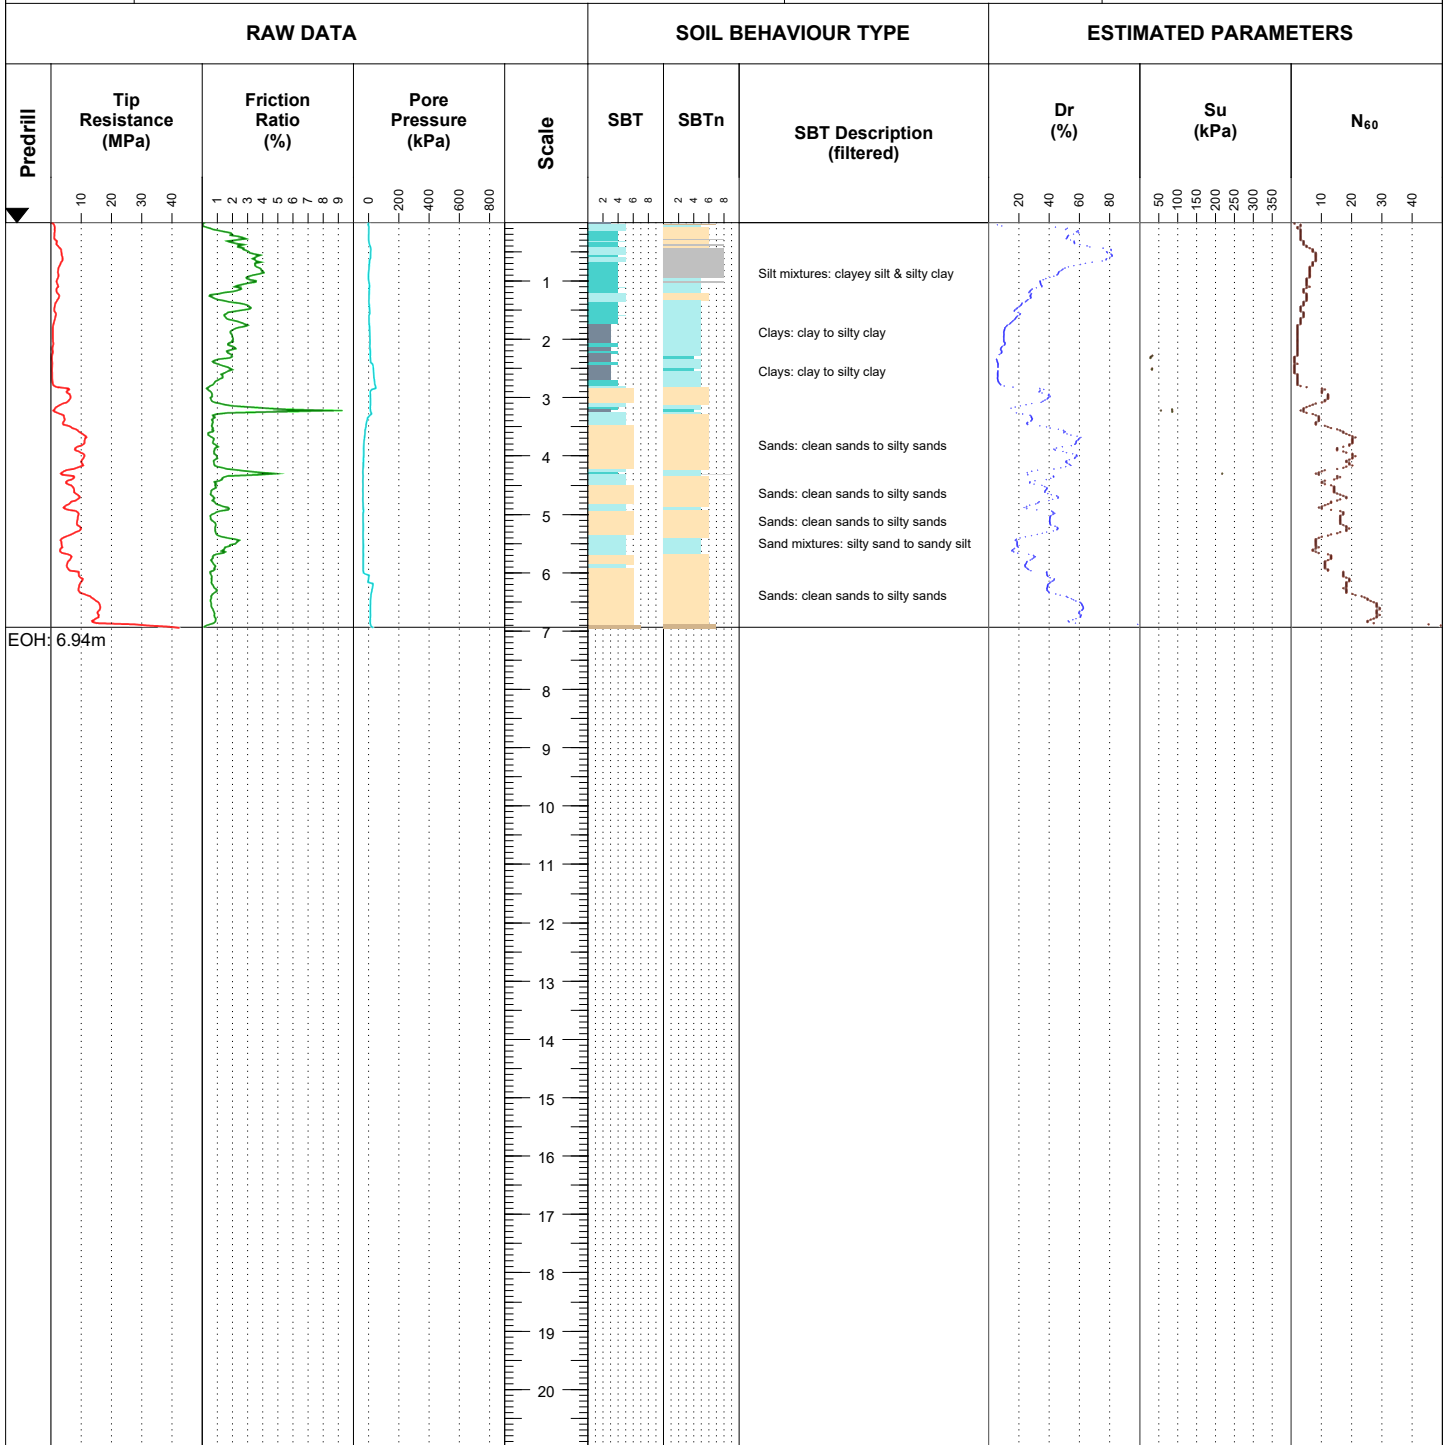 RAW DATA
SOIL BEHAVIOUR TYPE
ESTIMATED PARAMETERS
Predrill
Tip
Resistance
(MPa)
Friction
Ratio
(%)
Pore
Pressure
(kPa)
Scale
SBT
SBTn
SBT Description
(filtered)
Dr
(%)
Su
(kPa)
N₆₀
10 20 30 40
1 2 3 4 5 6 7 8 9
0 200 400 600 800
2 4 6 8
2 4 6 8
20 40 60 80
50 100 150 200 250 300 350
10 20 30 40
Silt mixtures: clayey silt & silty clay
1
Clays: clay to silty clay
2
Clays: clay to silty clay
3
Sands: clean sands to silty sands
4
Sands: clean sands to silty sands
5
Sands: clean sands to silty sands
Sand mixtures: silty sand to sandy silt
6
Sands: clean sands to silty sands
7
EOH: 6.94m
8
9
10
11
12
13
14
15
16
17
18
19
20